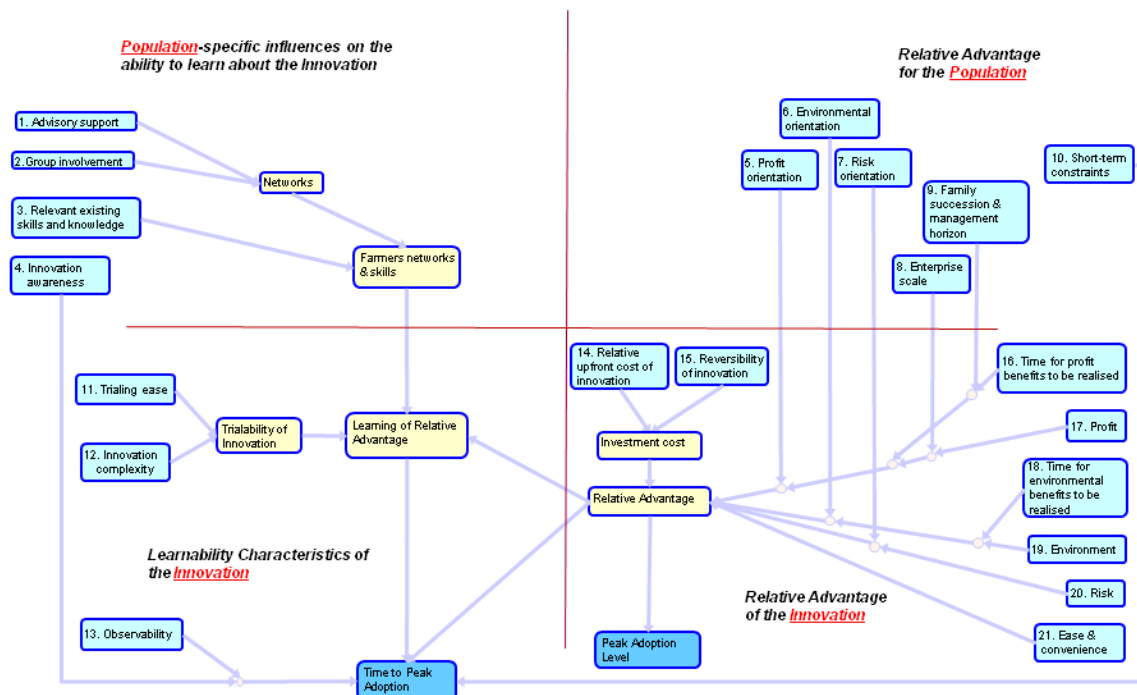 Population-specific influences on the
ability to learn about the Innovation
1. Advisory support
2.Group involvement
Networks
3. Relevant existing
skills and knowledge
Farmers networks
& skills
4. Innovation
awareness
Relative Advantage
for the Population
6. Environmental
orientation
5. Profit
orientation
7. Risk
orientation
10. Short-term
constraints
9. Family
succession &
management
horizon
8. Enterprise
scale
11. Trialing ease
Trialability of
Innovation
Learning of Relative
Advantage
12. Innovation
complexity
Learnability Characteristics of
the Innovation
13. Observability
Time to Peak
Adoption
14. Relative
upfront cost of
innovation
15. Reversibility
of innovation
Investment cost
Relative Advantage
16. Time for profit
benefits to be realised
17. Profit
18. Time for
environmental
benefits to be
realised
19. Environment
20. Risk
21. Ease &
convenience
Relative Advantage
of the Innovation
Peak Adoption
Level